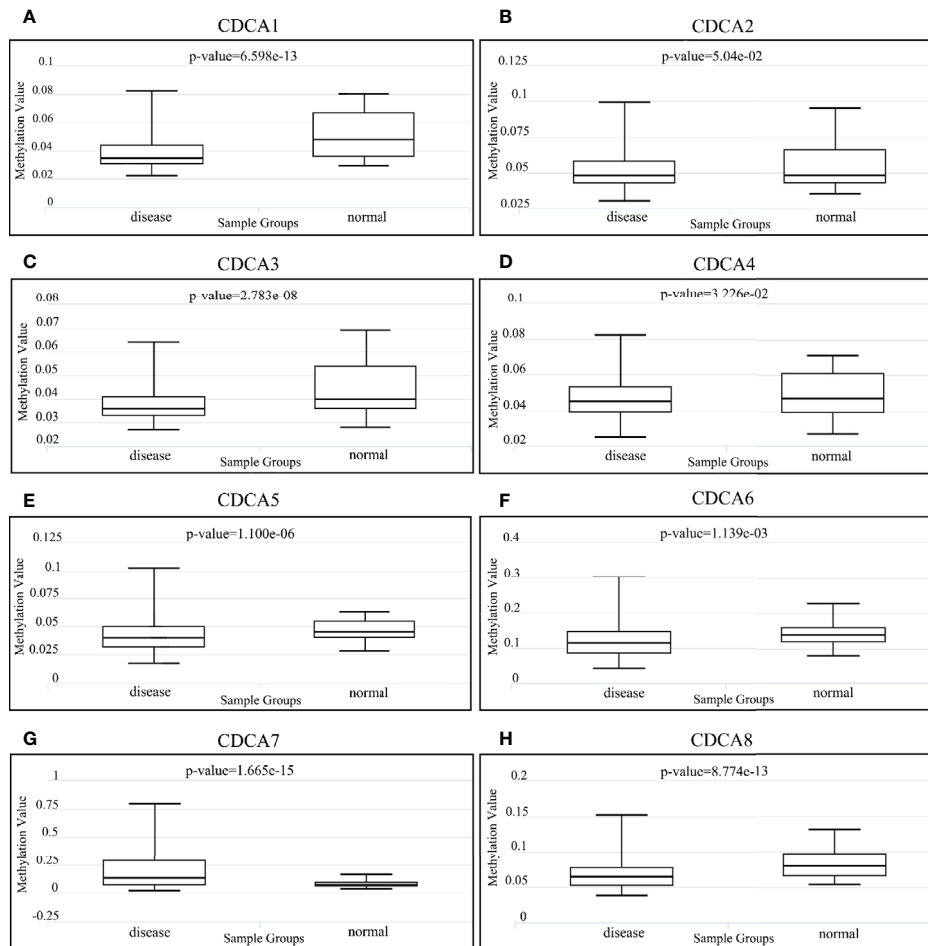 A
CDCA1
p-value=6.598e-13
Methylation Value
0.1
0.08
0.06
0.04
0.02
0
disease
normal
Sample Groups
B
CDCA2
p-value=5.04e-02
Methylation Value
0.125
0.1
0.075
0.050
0.025
disease
normal
Sample Groups
C
CDCA3
p-value=2.783e-08
Methylation Value
0.08
0.07
0.06
0.05
0.04
0.03
0.02
disease
normal
Sample Groups
D
CDCA4
p-value=3.226e-02
Methylation Value
0.1
0.08
0.06
0.04
0.02
disease
normal
Sample Groups
E
CDCA5
p-value=1.100e-06
Methylation Value
0.125
0.1
0.075
0.050
0.025
0
disease
normal
Sample Groups
F
CDCA6
p-value=1.139e-03
Methylation Value
0.4
0.3
0.2
0.1
0
disease
normal
Sample Groups
G
CDCA7
p-value=1.665e-15
Methylation Value
1
0.75
0.5
0.25
0
-0.25
disease
normal
Sample Groups
H
CDCA8
p-value=8.774e-13
Methylation Value
0.2
0.15
0.1
0.05
0
disease
normal
Sample Groups